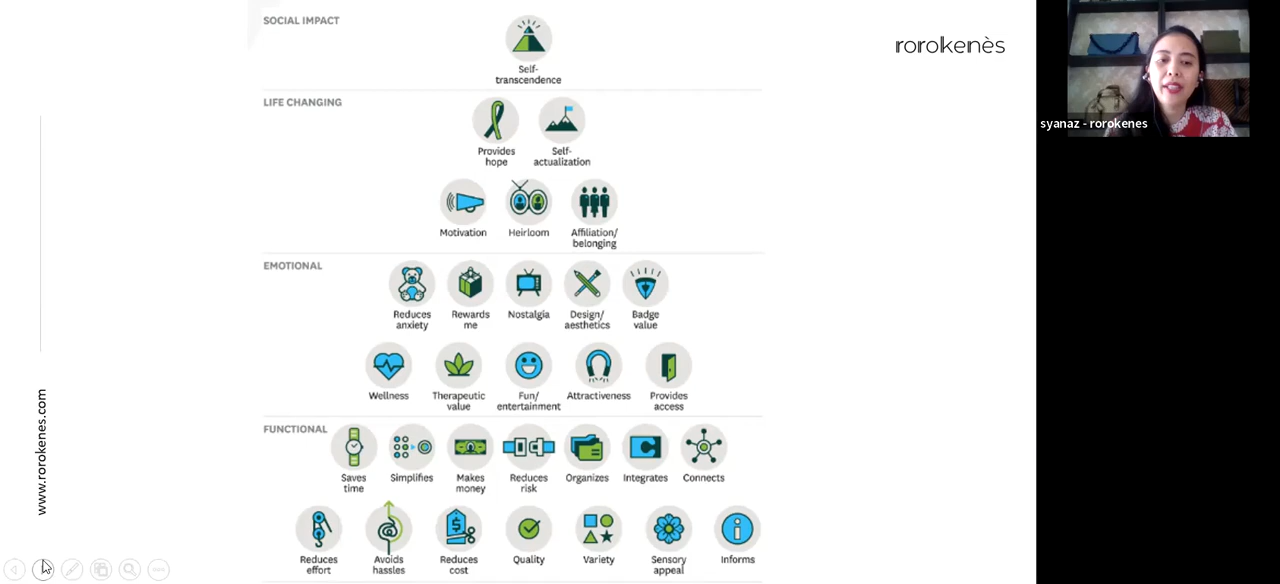 SOCIAL IMPACT
Self-
transcendence
LIFE CHANGING
Provides
hope
Self-
actualization
Motivation
Heirloom
Affiliation/
belonging
EMOTIONAL
Reduces
anxiety
Rewards
me
Nostalgia
Design/
aesthetics
Badge
value
Wellness
Therapeutic
value
Fun/
entertainment
Attractiveness
Provides
access
FUNCTIONAL
Saves
time
Simplifies
Makes
money
Reduces
risk
Organizes
Integrates
Connects
Reduces
effort
Avoids
hassles
Reduces
cost
Quality
Variety
Sensory
appeal
Informs
www.rorokenes.com
rorokenès
syanaz - rorokenes